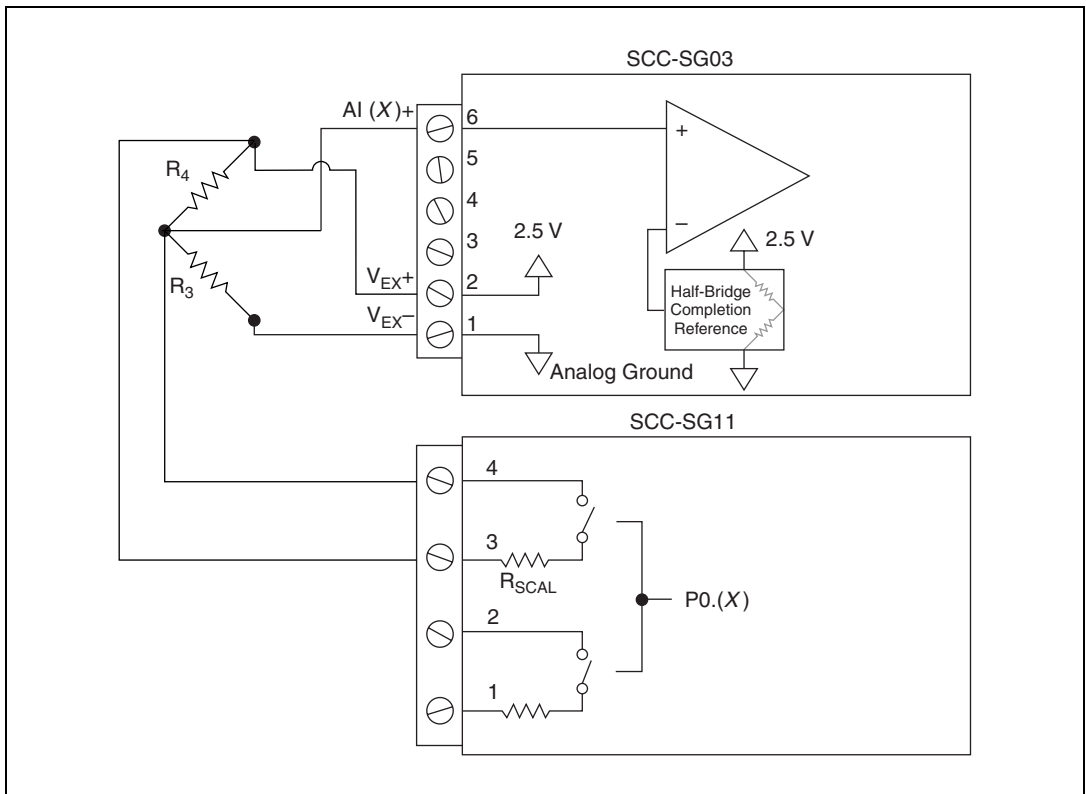 SCC-SG03
AI (X)+
6
+
5
R4
4
–
2.5 V
2.5 V
3
R3
VEX+
2
Half-Bridge
Completion
Reference
VEX–
1
Analog Ground
SCC-SG11
4
3
RSCAL
P0.(X)
2
1